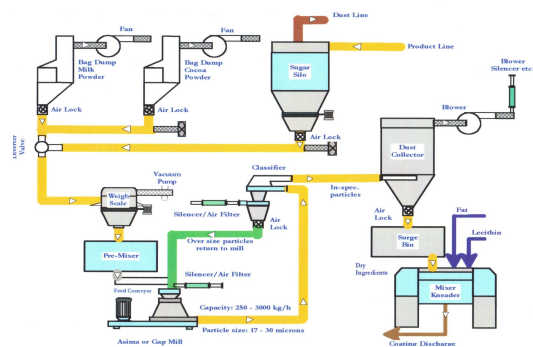 Dust Line
Fan
Fan
Product Line
Bag Dump
Milk
Powder
Bag Dump
Cocoa
Powder
Sugar
Silo
Blower
Silencer etc.
Air Lock
Air Lock
Blower
Air Lock
Diverter
Valve
Dust
Collector
Classifier
Vacuum
Pump
In-spec.
particles
Weigh
Scale
Silencer/Air Filter
Air
Lock
Air
Lock
Fat
Over size particles
return to mill
Surge
Bin
Lecithin
Pre-Mixer
Dry
Ingredients
Silencer/Air Filter
Mixer
Kneader
Feed Conveyor
Capacity: 250 - 3000 kg/h
Particle size: 17 - 30 microns
Asima or Gap Mill
Coating Discharge